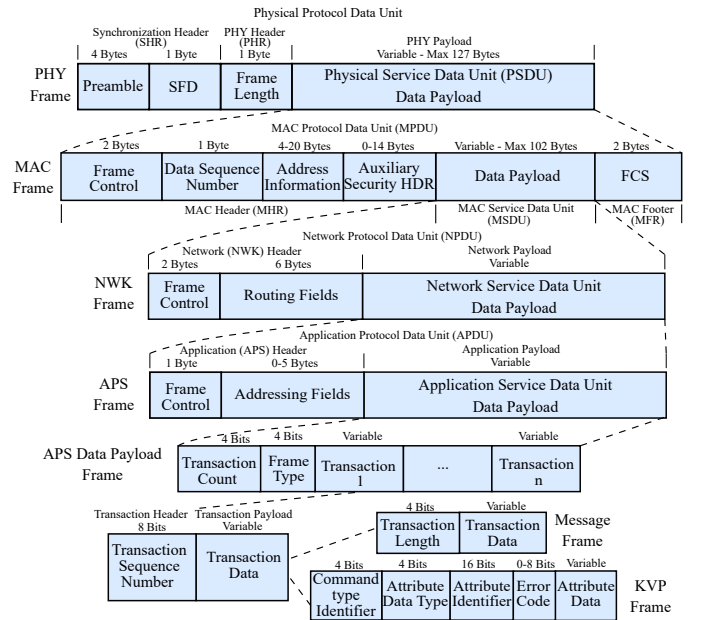 Physical Protocol Data Unit
Synchronization Header
(SHR)
PHY Header
(PHR)
PHY Payload
4 Bytes
1 Byte
1 Byte
Variable - Max 127 Bytes
PHY
Frame
Preamble
SFD
Frame
Length
Physical Service Data Unit (PSDU)
Data Payload
MAC Protocol Data Unit (MPDU)
2 Bytes
1 Byte
4-20 Bytes
0-14 Bytes
Variable - Max 102 Bytes
2 Bytes
MAC
Frame
Frame
Control
Data Sequence
Number
Address
Information
Auxiliary
Security HDR
Data Payload
FCS
MAC Header (MHR)
MAC Service Data Unit
(MSDU)
MAC Footer
(MFR)
Network Protocol Data Unit (NPDU)
Network (NWK) Header
Network Payload
2 Bytes
6 Bytes
Variable
NWK
Frame
Frame
Control
Routing Fields
Network Service Data Unit
Data Payload
Application Protocol Data Unit (APDU)
Application (APS) Header
Application Payload
1 Byte
0-5 Bytes
Variable
APS
Frame
Frame
Control
Addressing Fields
Application Service Data Unit
Data Payload
4 Bits
4 Bits
Variable
Variable
APS Data Payload
Frame
Transaction
Count
Frame
Type
Transaction
1
...
Transaction
n
Transaction Header
8 Bits
Transaction Payload
Variable
Transaction
Sequence
Number
Transaction
Data
4 Bits
Variable
Transaction
Length
Transaction
Data
Message
Frame
4 Bits
4 Bits
16 Bits
0-8 Bits
Variable
Command
type
Identifier
Attribute
Data Type
Attribute
Identifier
Error
Code
Attribute
Data
KVP
Frame